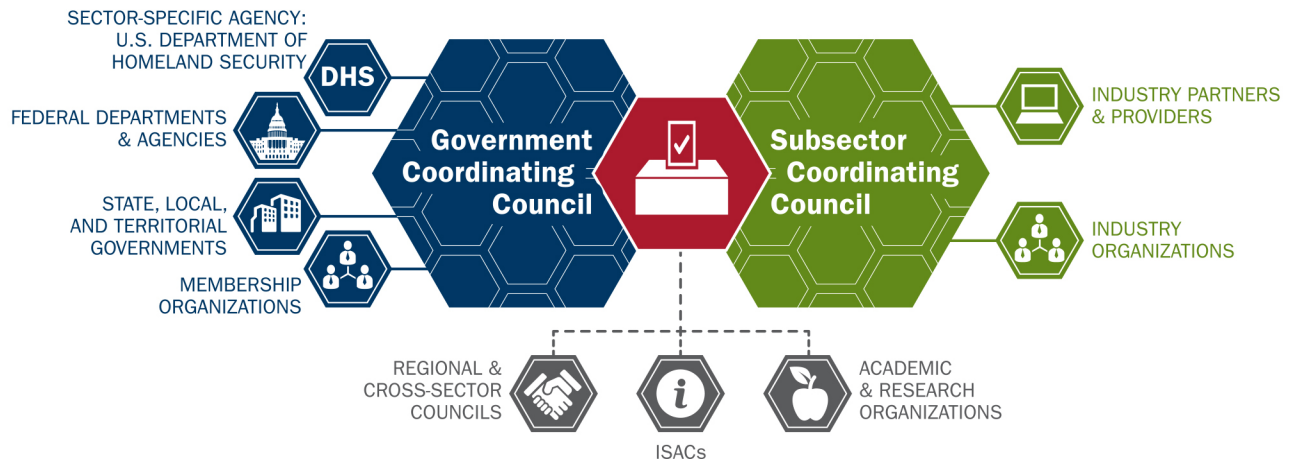 SECTOR-SPECIFIC AGENCY:
U.S. DEPARTMENT OF
HOMELAND SECURITY
DHS
FEDERAL DEPARTMENTS
& AGENCIES
STATE, LOCAL,
AND TERRITORIAL
GOVERNMENTS
MEMBERSHIP
ORGANIZATIONS
Government
Coordinating
Council
Subsector
Coordinating
Council
INDUSTRY PARTNERS
& PROVIDERS
INDUSTRY
ORGANIZATIONS
REGIONAL &
CROSS-SECTOR
COUNCILS
i
ISACs
ACADEMIC
& RESEARCH
ORGANIZATIONS